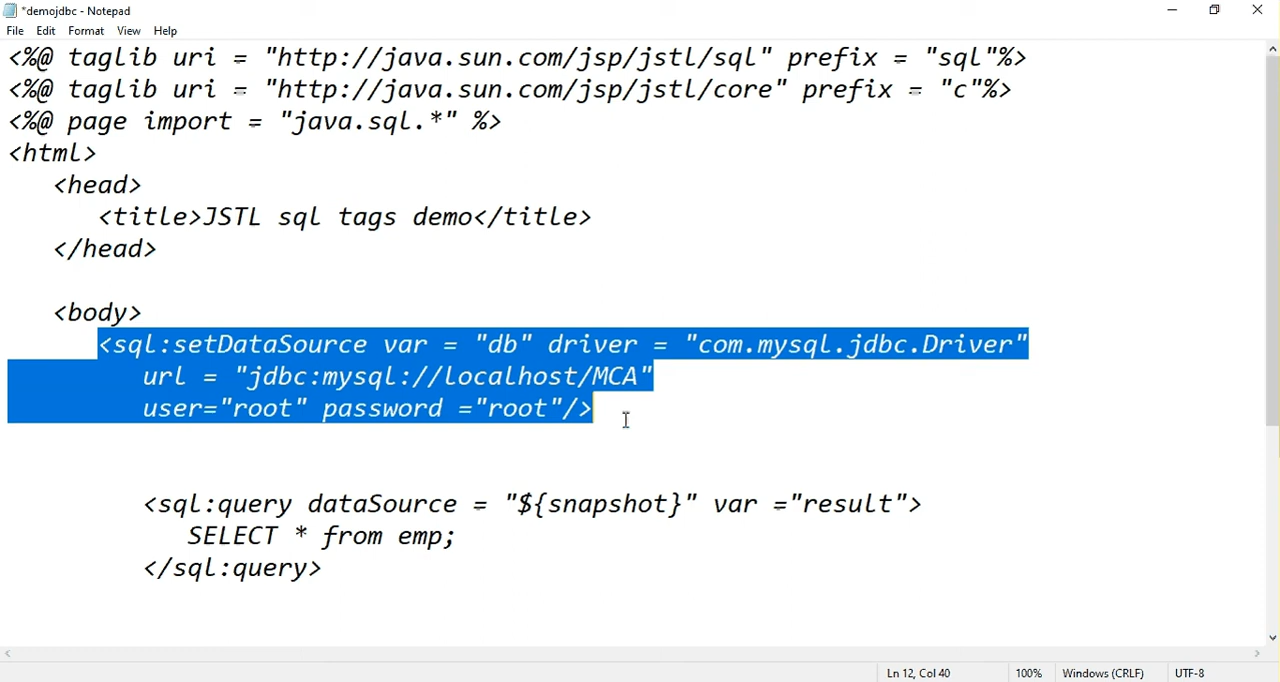 *demojdbc - Notepad
File Edit Format View Help
<%@ taglib uri = "http://java.sun.com/jsp/jstl/sql" prefix = "sql"%>
<%@ taglib uri = "http://java.sun.com/jsp/jstl/core" prefix = "c"%>
<%@ page import = "java.sql.*" %>
<html>
<head>
<title>JSTL sql tags demo</title>
</head>
<body>
<sql:setDataSource var = "db" driver = "com.mysql.jdbc.Driver"
url = "jdbc:mysql://localhost/MCA"
user="root" password ="root"/>
<sql:query dataSource = "${snapshot}" var ="result">
SELECT * from emp;
</sql:query>
Ln 12, Col 40 100% Windows (CRLF) UTF-8